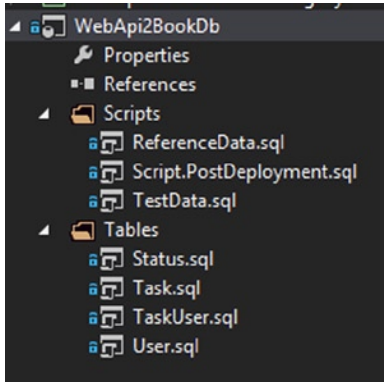 WebApi2BookDb
Properties
References
Scripts
ReferenceData.sql
Script.PostDeployment.sql
TestData.sql
Tables
Status.sql
Task.sql
TaskUser.sql
User.sql